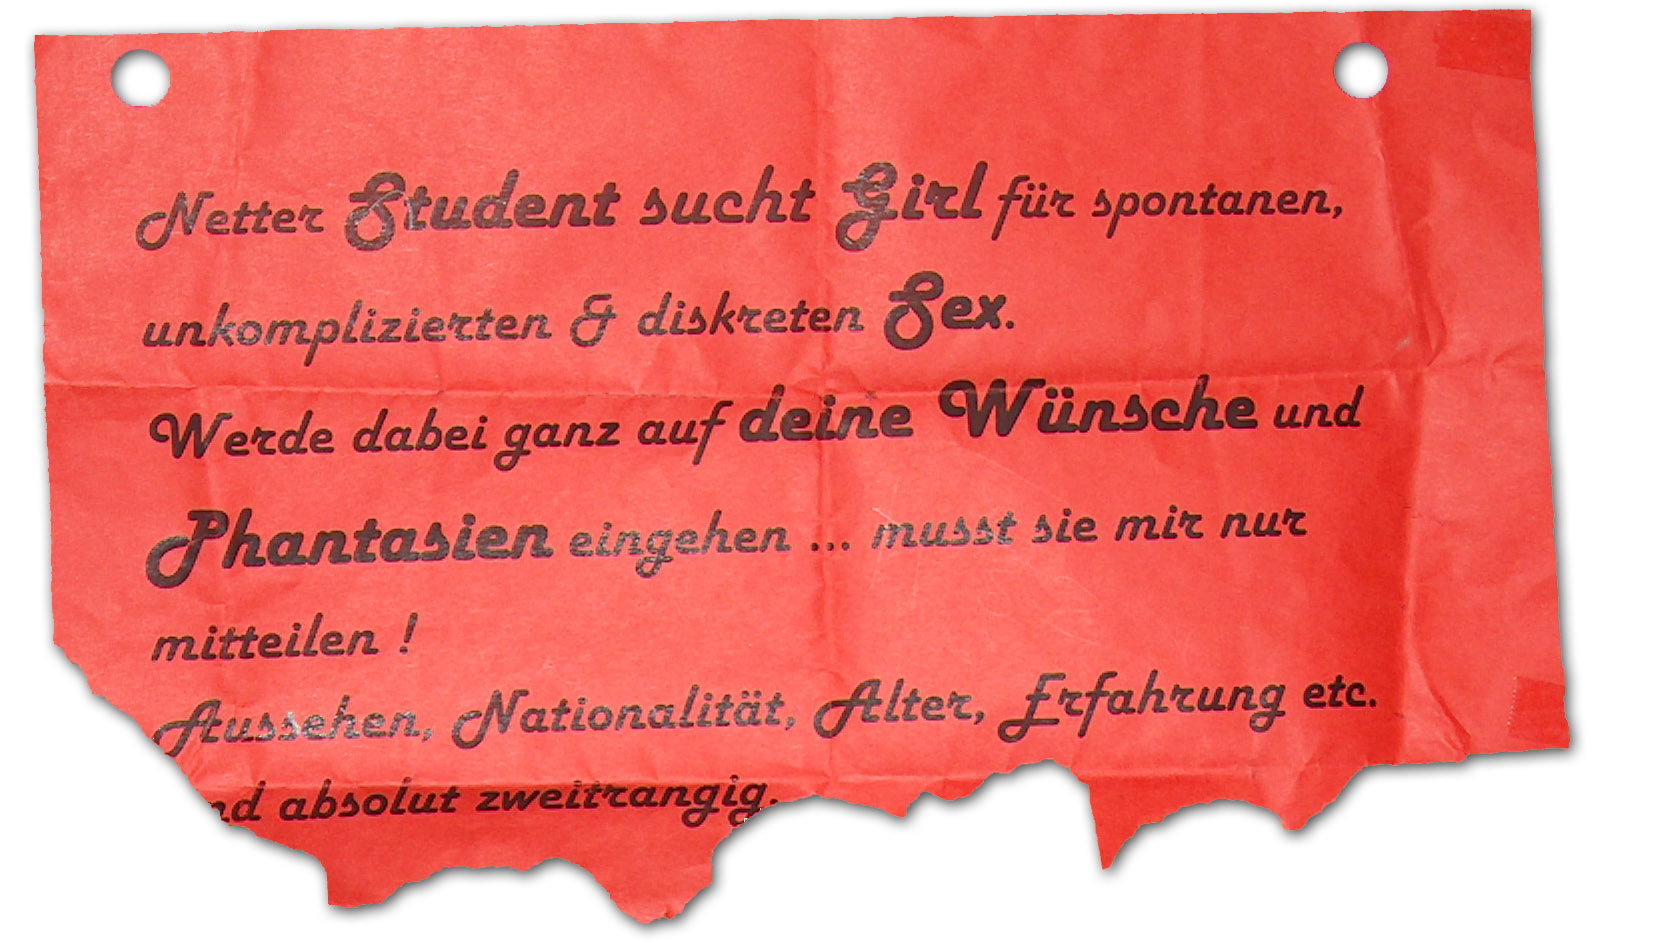 Netter Student sucht Girl für spontanen,
unkomplizierten & diskreten Sex.
Werde dabei ganz auf deine Wünsche und
Phantasien eingehen ... musst sie mir nur
mitteilen !
Aussehen, Nationalität, Alter, Erfahrung etc.
absolut zweitrangig.